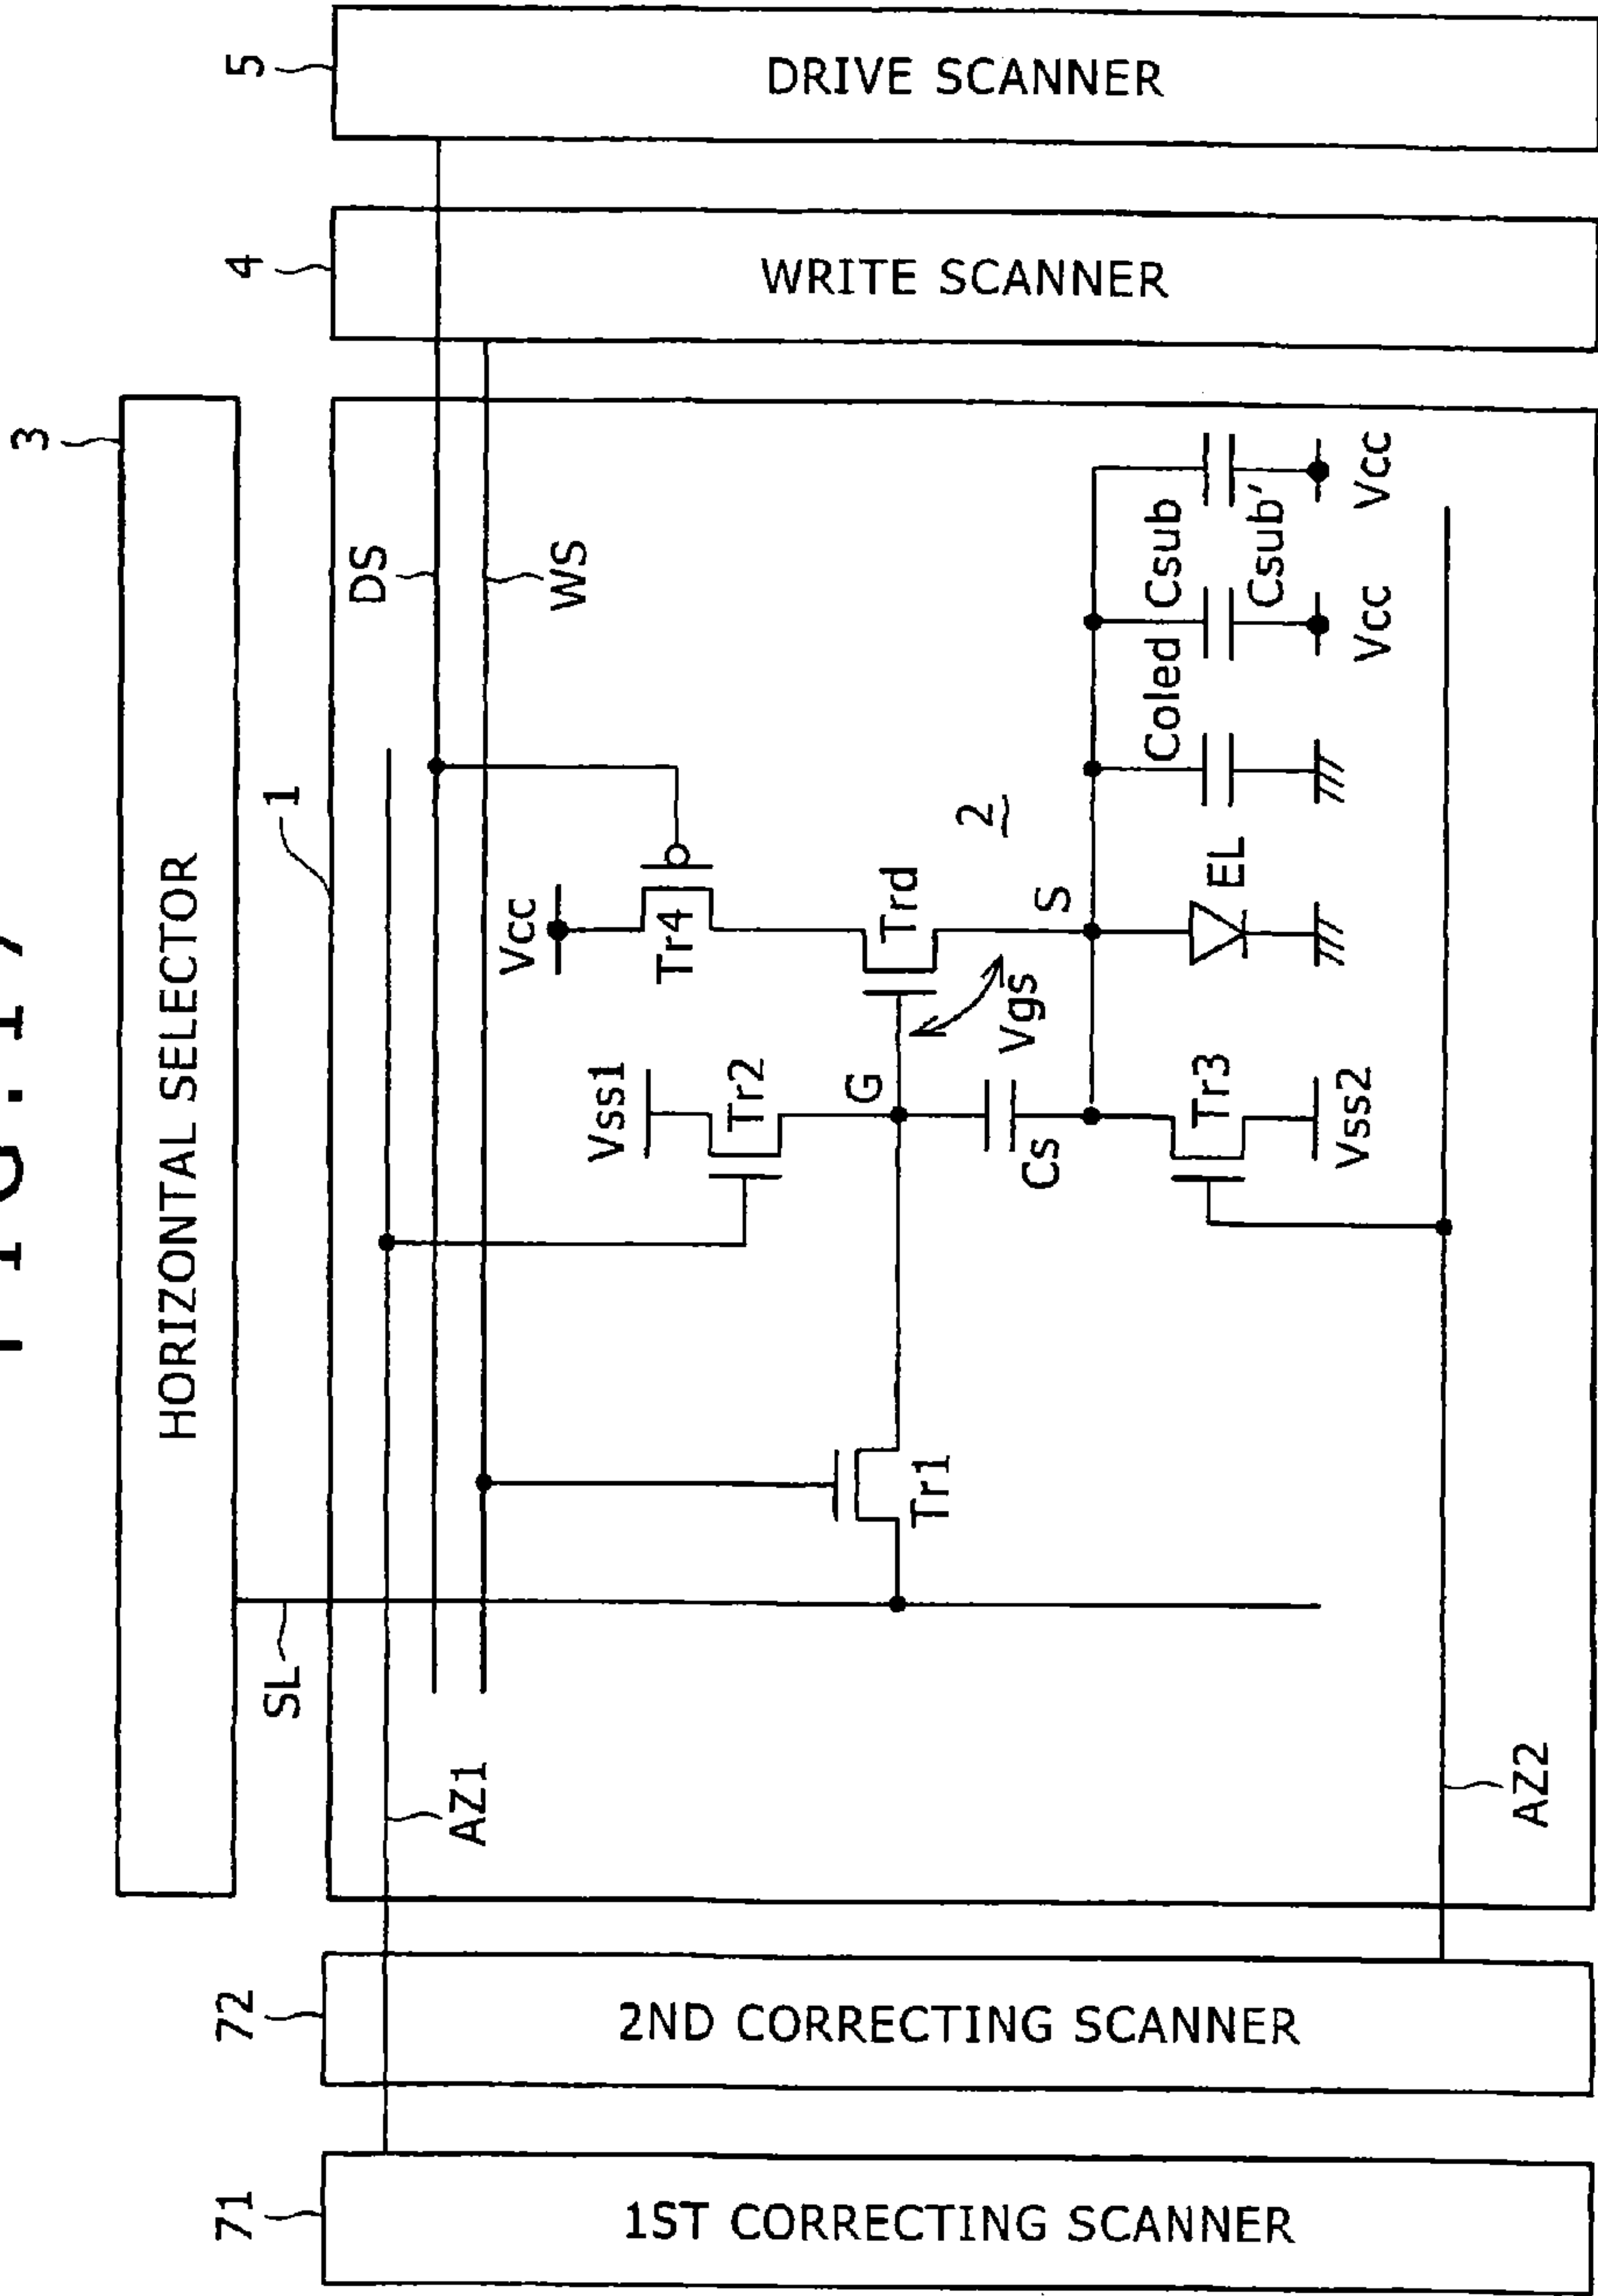 3
HORIZONTAL SELECTOR
71
72
SL
1
4
5
1ST CORRECTING SCANNER
2ND CORRECTING SCANNER
AZ1
DS
WS
WRITE SCANNER
DRIVE SCANNER
Vcc
Vss1
Tr4
Tr2
G
Trd
Tr1
2
Vgs
S
Cs
Coled
Csub
Tr3
EL
Csub'
Vss2
Vcc
Vcc
AZ2